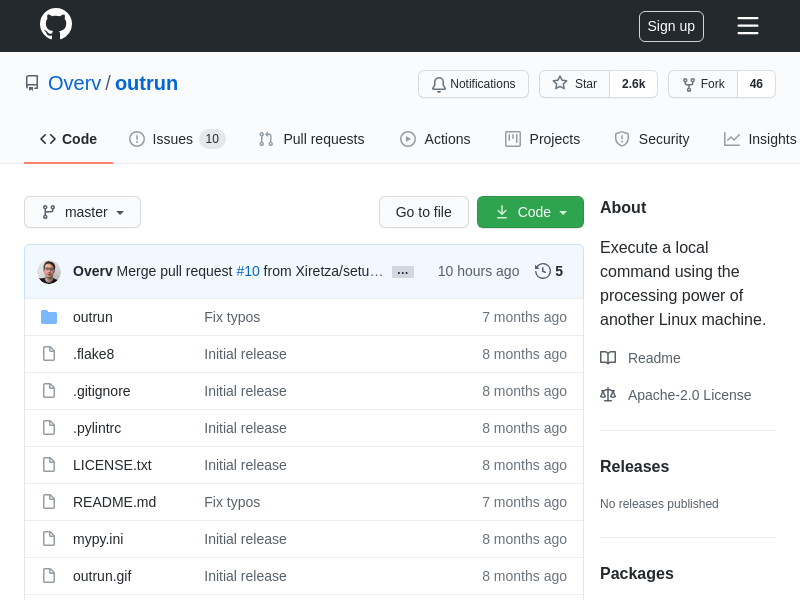 Sign up
Overv / outrun
Notifications
Star 2.6k
Fork 46
Code
Issues 10
Pull requests
Actions
Projects
Security
Insights
master
Go to file
Code
Overv Merge pull request #10 from Xiretza/setu… ... 10 hours ago 5
outrun Fix typos 7 months ago
.flake8 Initial release 8 months ago
.gitignore Initial release 8 months ago
.pylintrc Initial release 8 months ago
LICENSE.txt Initial release 8 months ago
README.md Fix typos 7 months ago
mypy.ini Initial release 8 months ago
outrun.gif Initial release 8 months ago
About
Execute a local
command using the
processing power of
another Linux machine.
Readme
Apache-2.0 License
Releases
No releases published
Packages